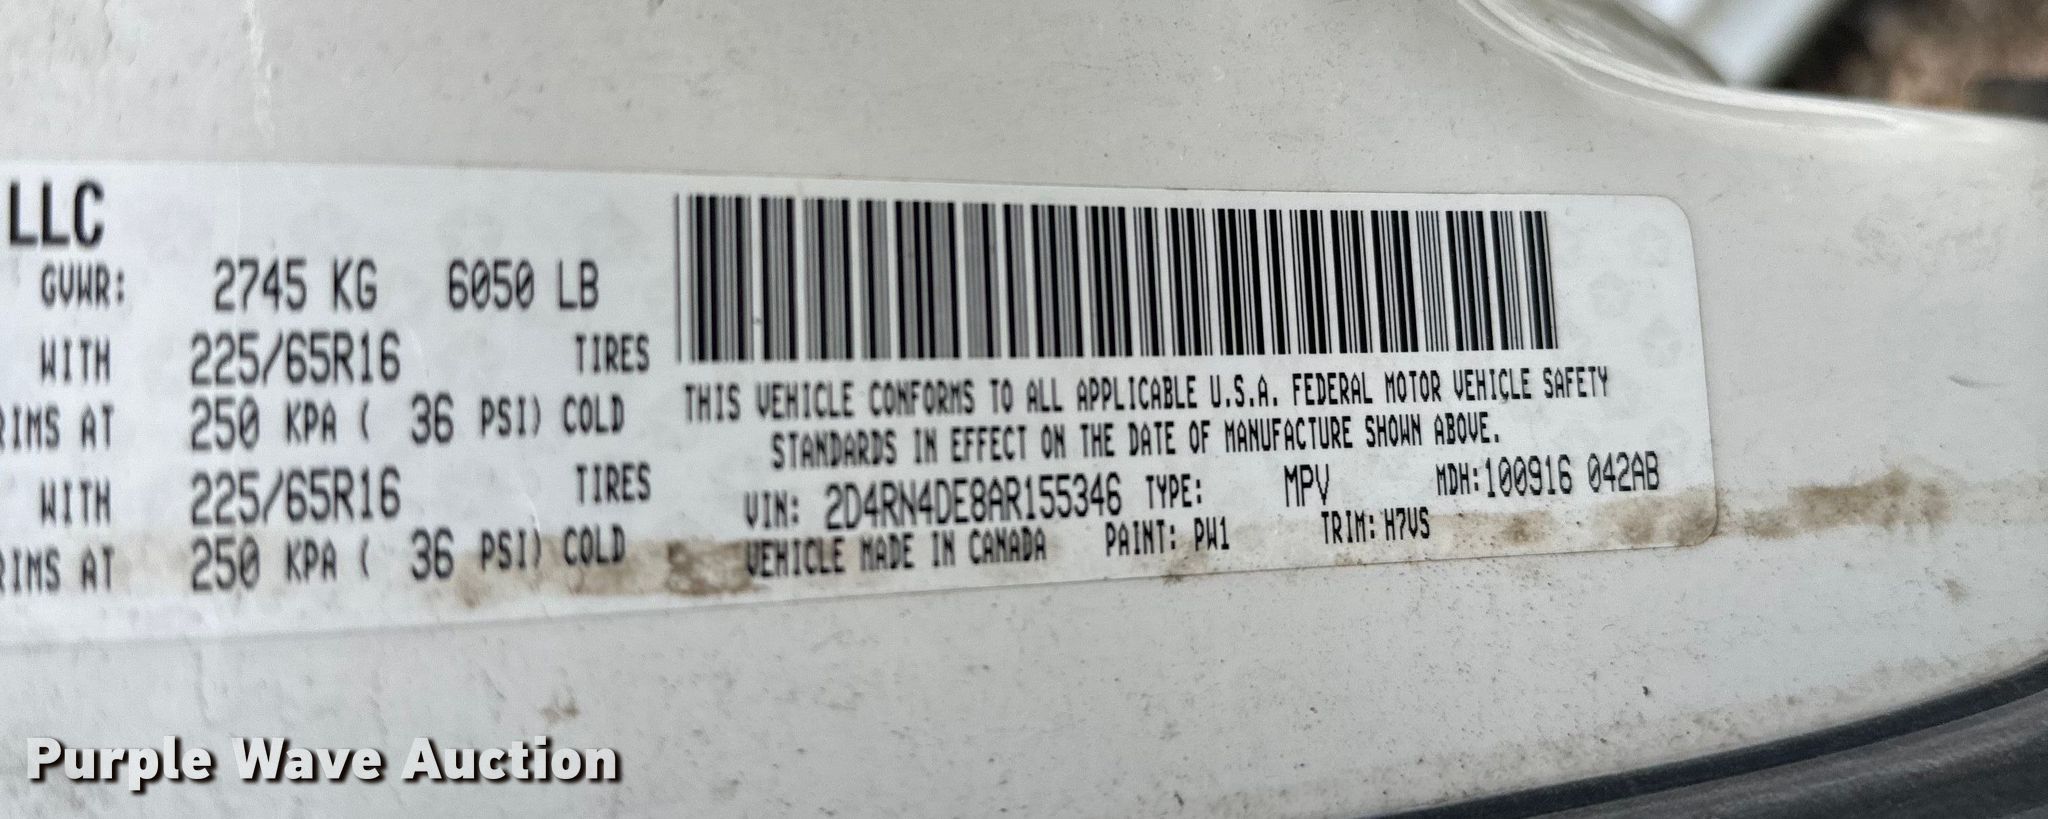 LLC
GVWR: 2745 KG 6050 LB
WITH 225/65R16 TIRES
RIMS AT 250 KPA ( 36 PSI) COLD
WITH 225/65R16 TIRES
RIMS AT 250 KPA ( 36 PSI) COLD
THIS VEHICLE CONFORMS TO ALL APPLICABLE U.S.A. FEDERAL MOTOR VEHICLE SAFETY
STANDARDS IN EFFECT ON THE DATE OF MANUFACTURE SHOWN ABOVE.
VIN: 2D4RN4DE8AR155346 TYPE: MPV MDH:100916 042AB
VEHICLE MADE IN CANADA PAINT: PW1 TRIM: H7VS
Purple Wave Auction